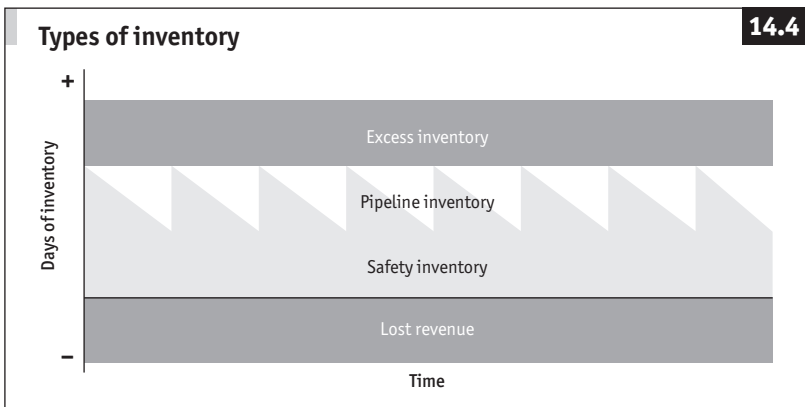 Types of inventory
14.4
+
Days of inventory
Excess inventory
Pipeline inventory
Safety inventory
Lost revenue
–
Time